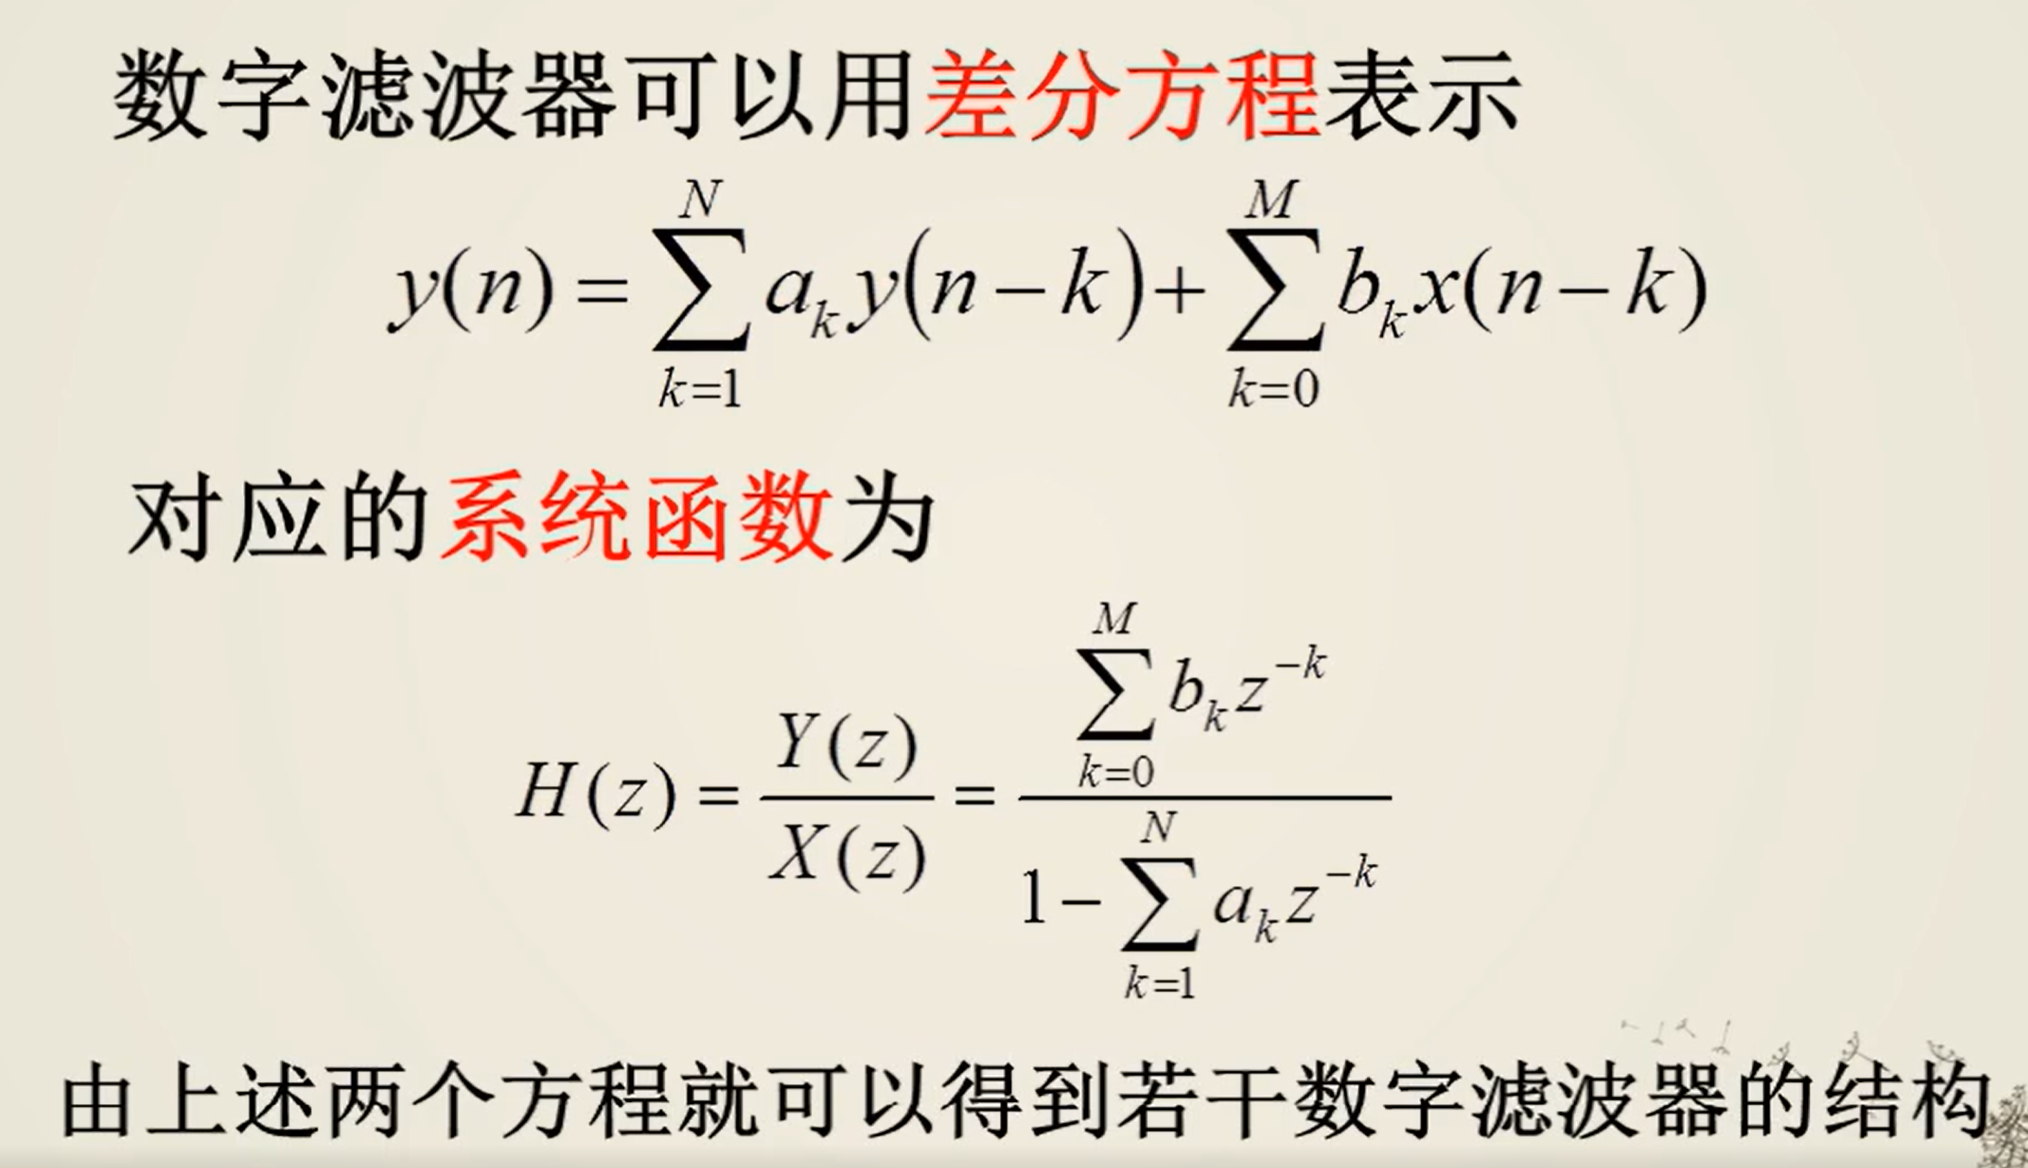 数字滤波器可以用差分方程表示
y(n) = \sum_{k=1}^{N} a_k y(n-k) + \sum_{k=0}^{M} b_k x(n-k)
对应的系统函数为
H(z) = \frac{Y(z)}{X(z)} = \frac{\sum_{k=0}^{M} b_k z^{-k}}{1 - \sum_{k=1}^{N} a_k z^{-k}}
由上述两个方程就可以得到若干数字滤波器的结构